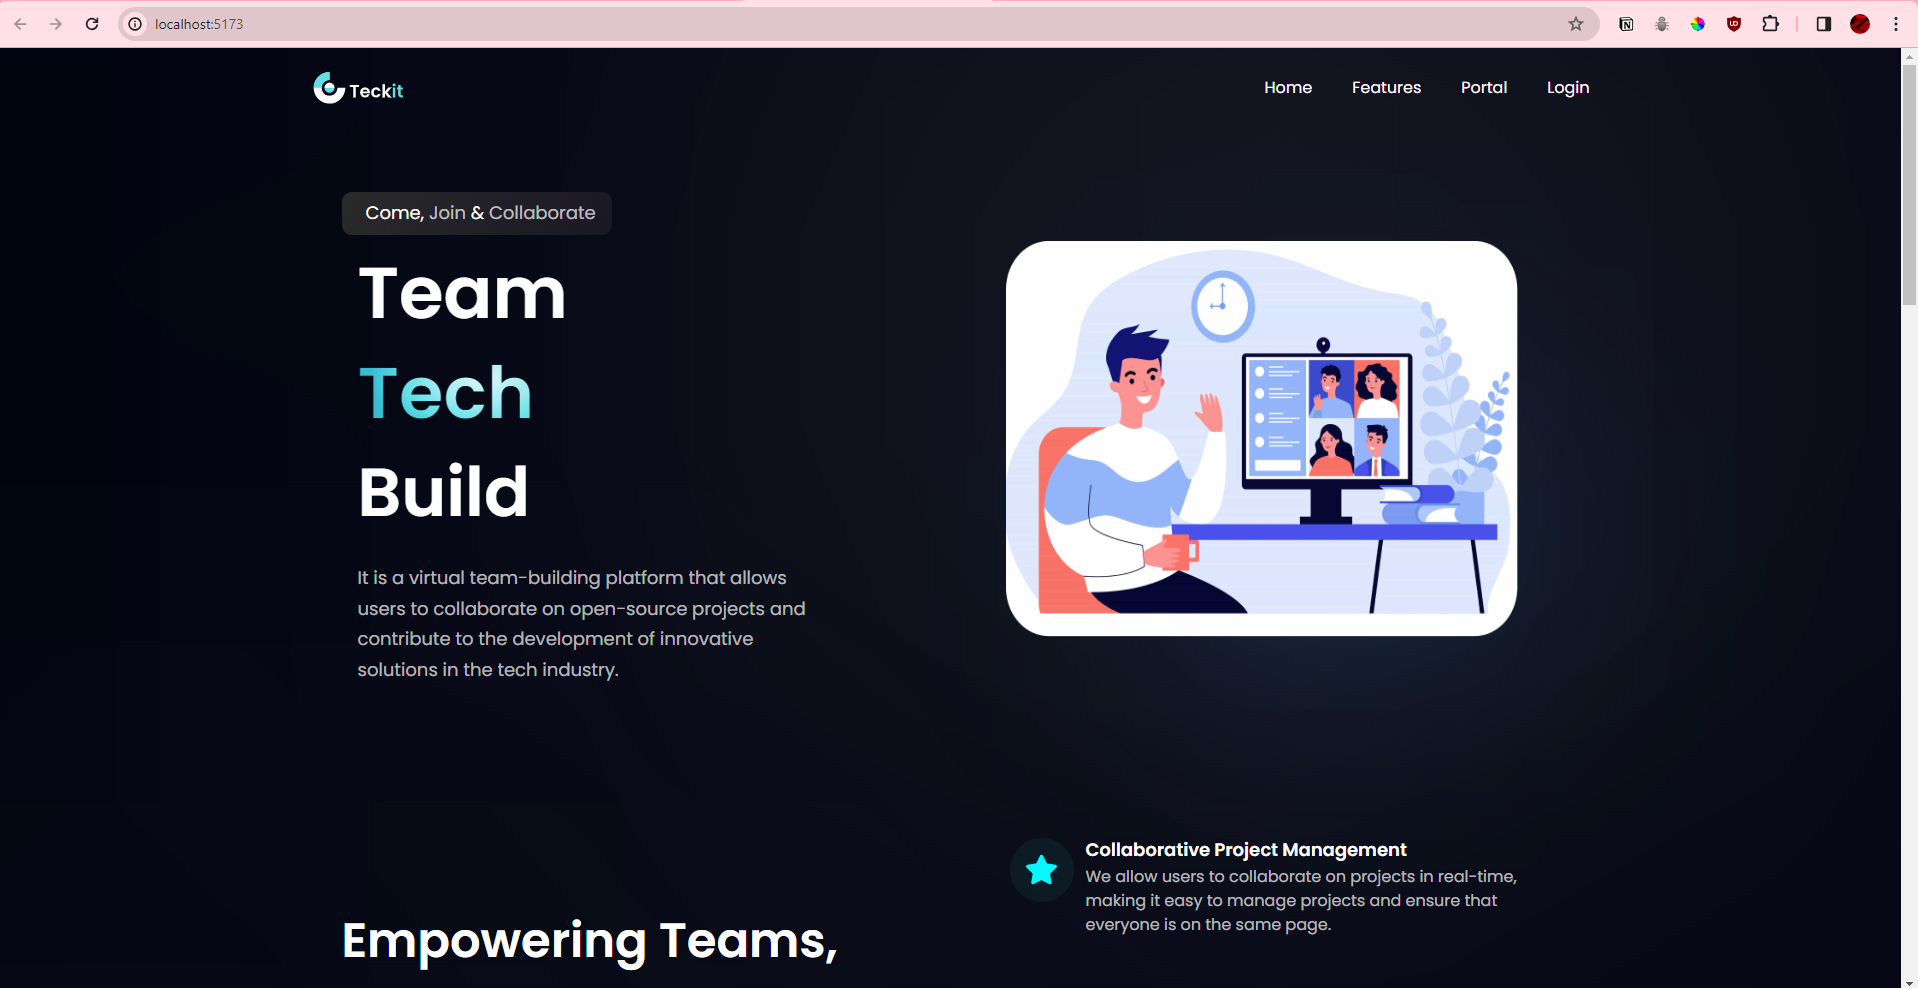 localhost:5173
Teckit
Home Features Portal Login
Come, Join & Collaborate
Team
Tech
Build
It is a virtual team-building platform that allows
users to collaborate on open-source projects and
contribute to the development of innovative
solutions in the tech industry.
Collaborative Project Management
We allow users to collaborate on projects in real-time,
making it easy to manage projects and ensure that
everyone is on the same page.
Empowering Teams,